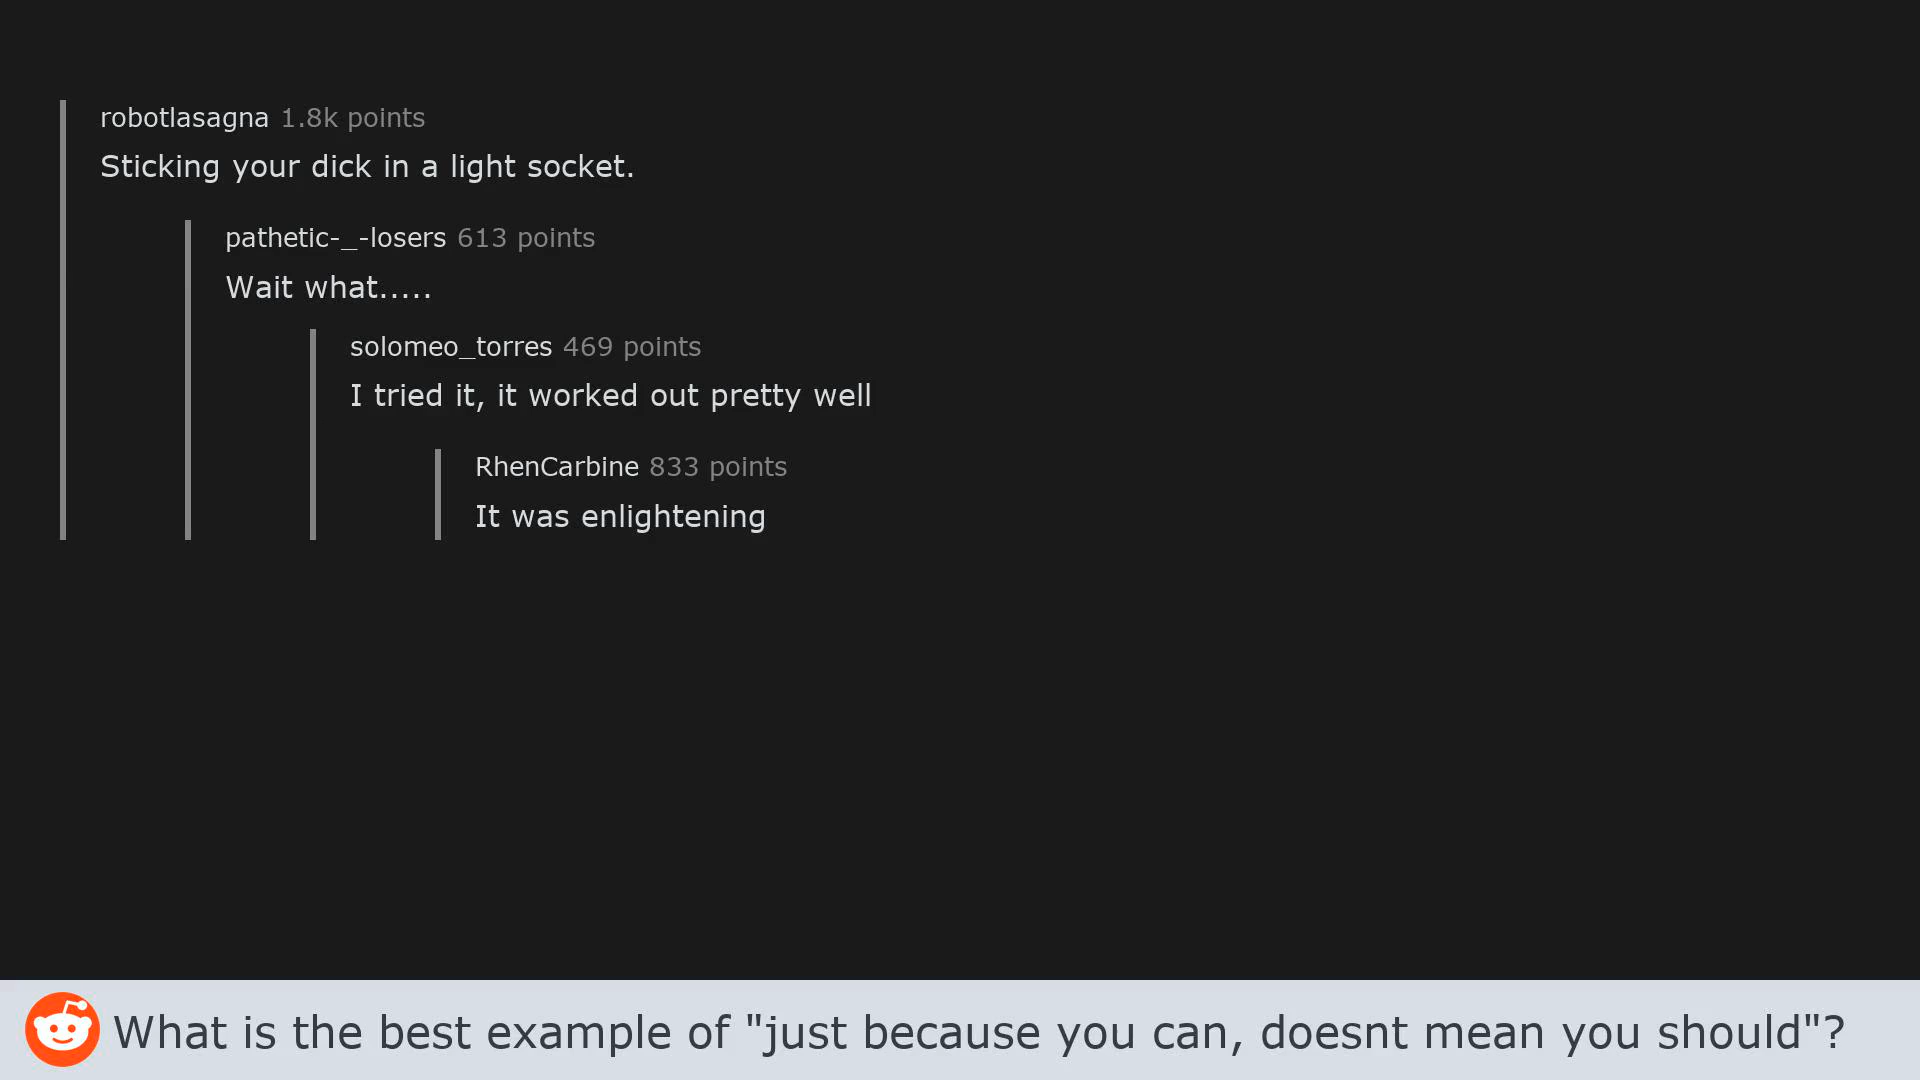 robotlasagna 1.8k points
Sticking your dick in a light socket.
pathetic-_-losers 613 points
Wait what.....
solomeo_torres 469 points
I tried it, it worked out pretty well
RhenCarbine 833 points
It was enlightening
What is the best example of "just because you can, doesnt mean you should"?